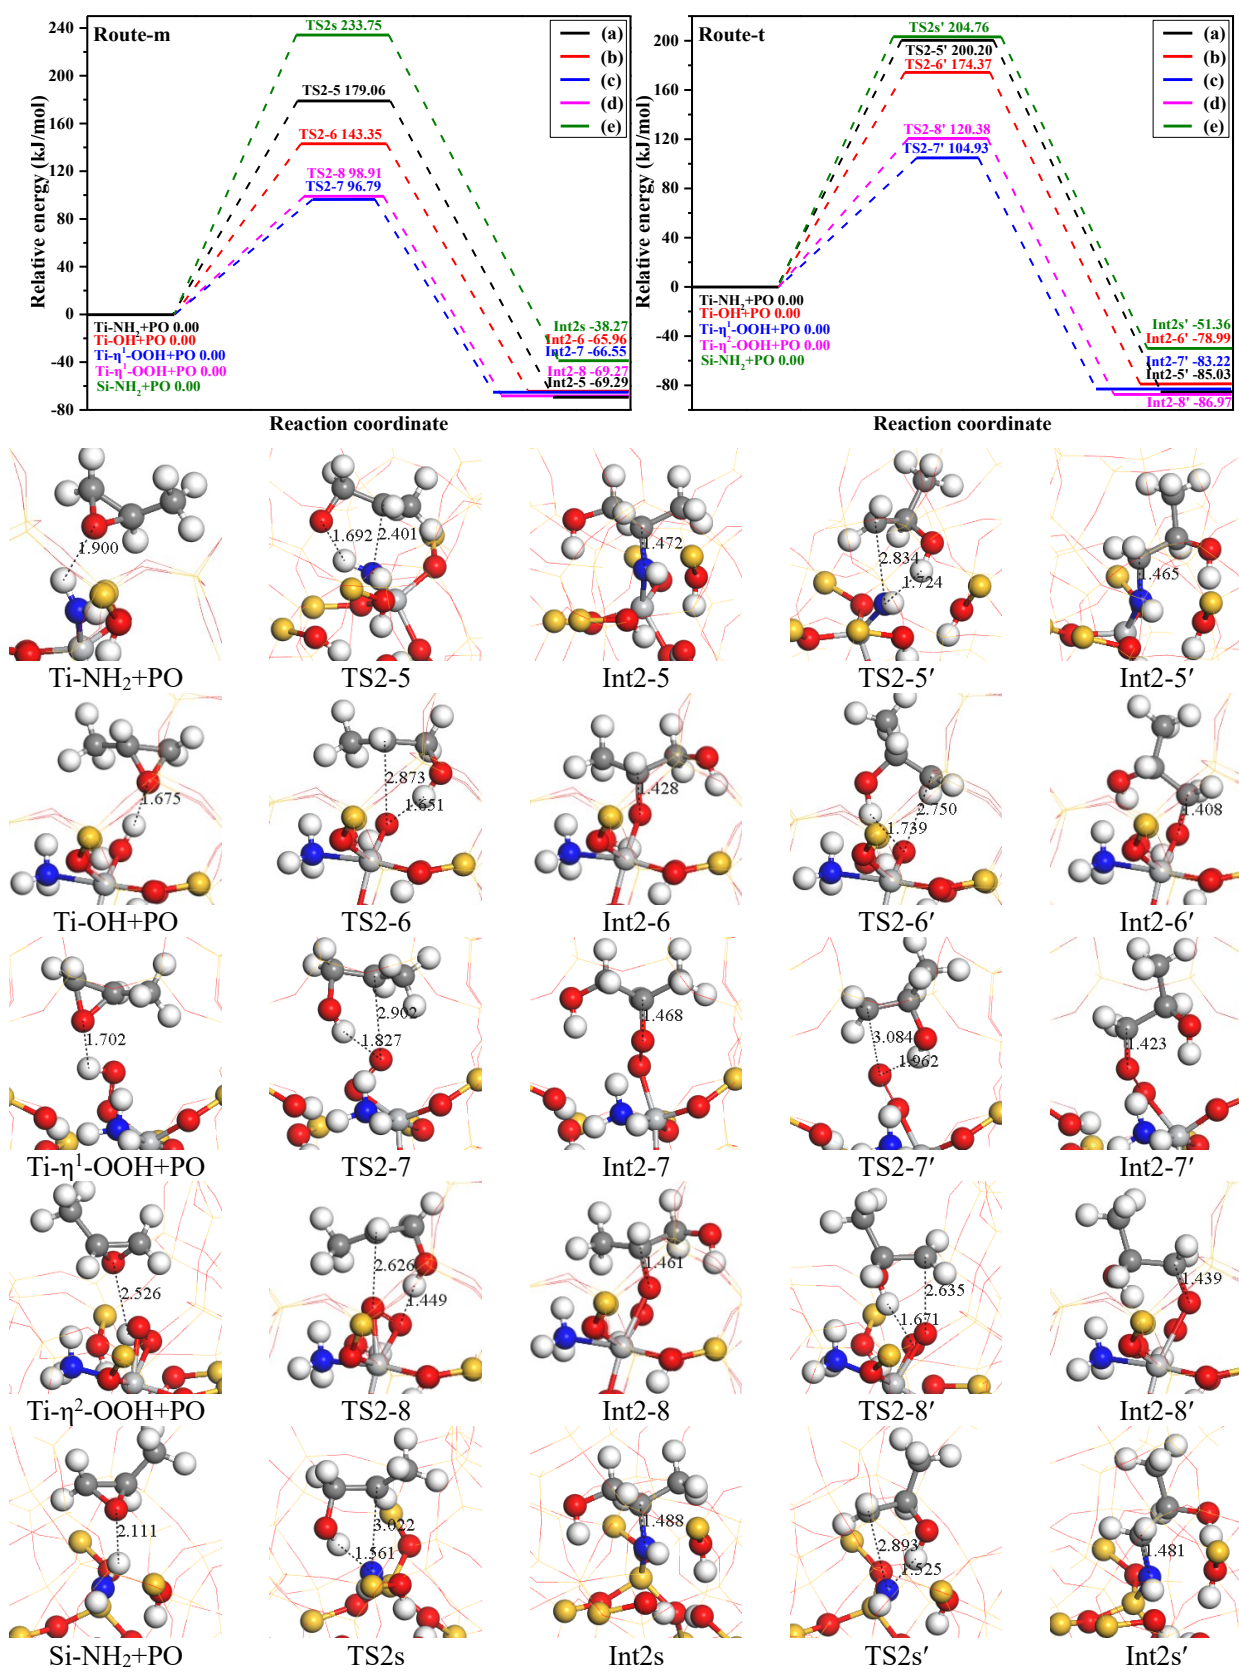 Route-m
TS2s 233.75
TS2-5 179.06
TS2-6 143.35
TS2-8 98.91
TS2-7 96.79
(a)
(b)
(c)
(d)
(e)
240
200
160
120
80
40
0
-40
-80
Relative energy (kJ/mol)
Ti-NH₂+PO 0.00
Ti-OH+PO 0.00
Ti-η¹-OOH+PO 0.00
Ti-η¹-OOH+PO 0.00
Si-NH₂+PO 0.00
Int2s -38.27
Int2-6 -65.96
Int2-7 -66.55
Int2-8 -69.27
Int2-5 -69.29
Reaction coordinate
Route-t
TS2s' 204.76
TS2-5' 200.20
TS2-6' 174.37
TS2-8' 120.38
TS2-7' 104.93
(a)
(b)
(c)
(d)
(e)
200
160
120
80
40
0
-40
-80
Relative energy (kJ/mol)
Ti-NH₂+PO 0.00
Ti-OH+PO 0.00
Ti-η¹-OOH+PO 0.00
Ti-η²-OOH+PO 0.00
Si-NH₂+PO 0.00
Int2s' -51.36
Int2-6' -78.99
Int2-7' -83.22
Int2-5' -85.03
Int2-8' -86.97
Reaction coordinate
1.900
1.692
2.401
1.472
2.834
1.724
1.465
Ti-NH₂+PO
TS2-5
Int2-5
TS2-5′
Int2-5′
1.675
2.873
1.651
1.428
2.750
1.739
1.408
Ti-OH+PO
TS2-6
Int2-6
TS2-6′
Int2-6′
1.702
2.902
1.827
1.468
3.084
1.962
1.423
Ti-η¹-OOH+PO
TS2-7
Int2-7
TS2-7′
Int2-7′
2.526
2.626
1.449
1.461
2.635
1.671
1.439
Ti-η²-OOH+PO
TS2-8
Int2-8
TS2-8′
Int2-8′
2.111
3.022
1.561
1.488
2.893
1.525
1.481
Si-NH₂+PO
TS2s
Int2s
TS2s′
Int2s′